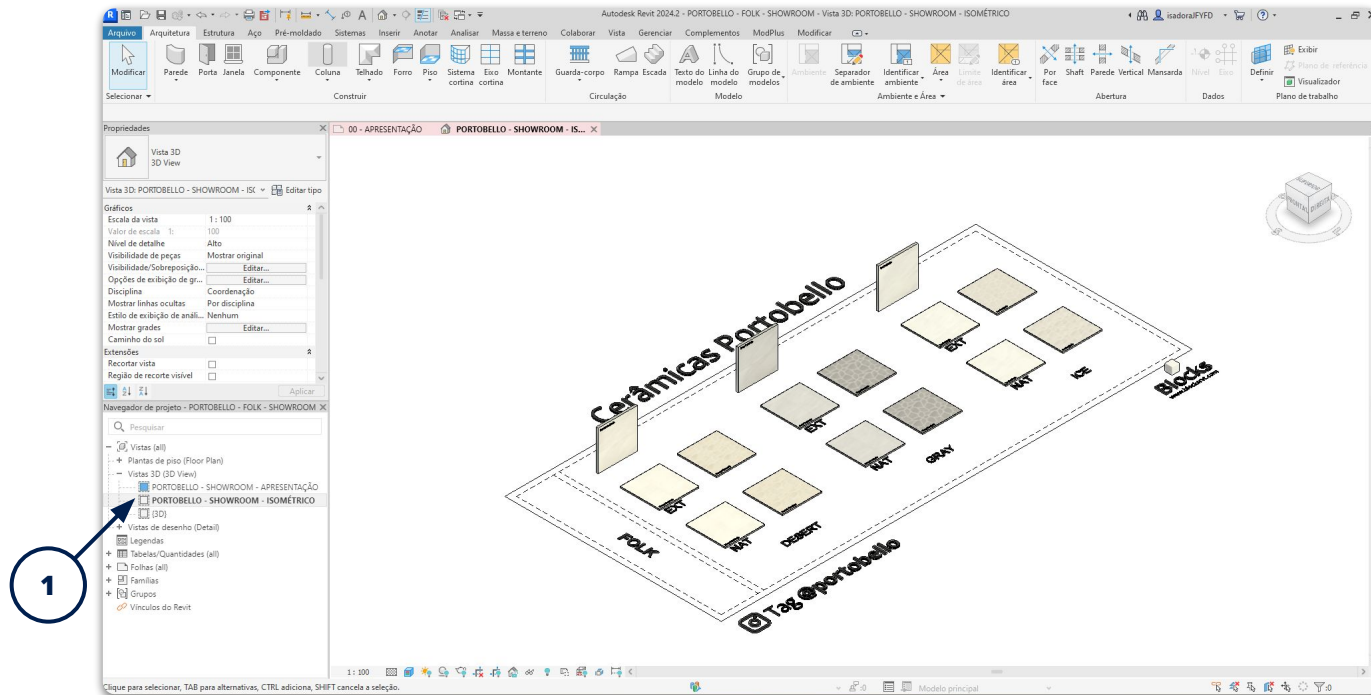 Autodesk Revit 2024.2 - PORTOBELLO - FOLK - SHOWROOM - Vista 3D: PORTOBELLO - SHOWROOM - ISOMÉTRICO
isadoraJFYFD
Arquivo Arquitetura Estrutura Aço Pré-moldado Sistemas Inserir Anotar Analisar Massa e terreno Colaborar Vista Gerenciar Complementos ModPlus Modificar
Modificar Parede Porta Janela Componente Coluna Telhado Forro Piso Sistema cortina Eixo cortina Montante Guarda-corpo Rampa Escada Texto do modelo Linha do modelo Grupo de modelos Ambiente Separador de ambiente Identificar ambiente Área Limite de área Identificar área Por face Shaft Parede Vertical Mansarda Nível Eixo Definir Exibir
Plano de referência
Visualizador
Selecionar Construir Circulação Modelo Ambiente e Área Abertura Dados Plano de trabalho
Propriedades
00 - APRESENTAÇÃO PORTOBELLO - SHOWROOM - IS...
Vista 3D
3D View
Vista 3D: PORTOBELLO - SHOWROOM - IS( Editar tipo
Gráficos
Escala da vista 1 : 100
Valor de escala 1: 100
Nível de detalhe Alto
Visibilidade de peças Mostrar original
Visibilidade/Sobreposição... Editar...
Opções de exibição de gr... Editar...
Disciplina Coordenação
Mostrar linhas ocultas Por disciplina
Estilo de exibição de análi... Nenhum
Mostrar grades Editar...
Caminho do sol
Extensões
Recortar vista
Região de recorte visível
Aplicar
Navegador de projeto - PORTOBELLO - FOLK - SHOWROOM
Pesquisar
Vistas (all)
Plantas de piso (Floor Plan)
Vistas 3D (3D View)
PORTOBELLO - SHOWROOM - APRESENTAÇÃO
PORTOBELLO - SHOWROOM - ISOMÉTRICO
{3D}
Vistas de desenho (Detail)
Legendas
Tabelas/Quantidades (all)
Folhas (all)
Famílias
Grupos
Vínculos do Revit
1
SUPERIOR
FRONTAL
DIREITA
Cerâmicas Portobello
EXT
NAT
ICE
Blocks
EXT
NAT
GRAY
EXT
NAT
DESERT
FOLK
Tag @portobello
1 : 100
Clique para selecionar, TAB para alternativas, CTRL adiciona, SHIFT cancela a seleção.
:0
Modelo principal
:0